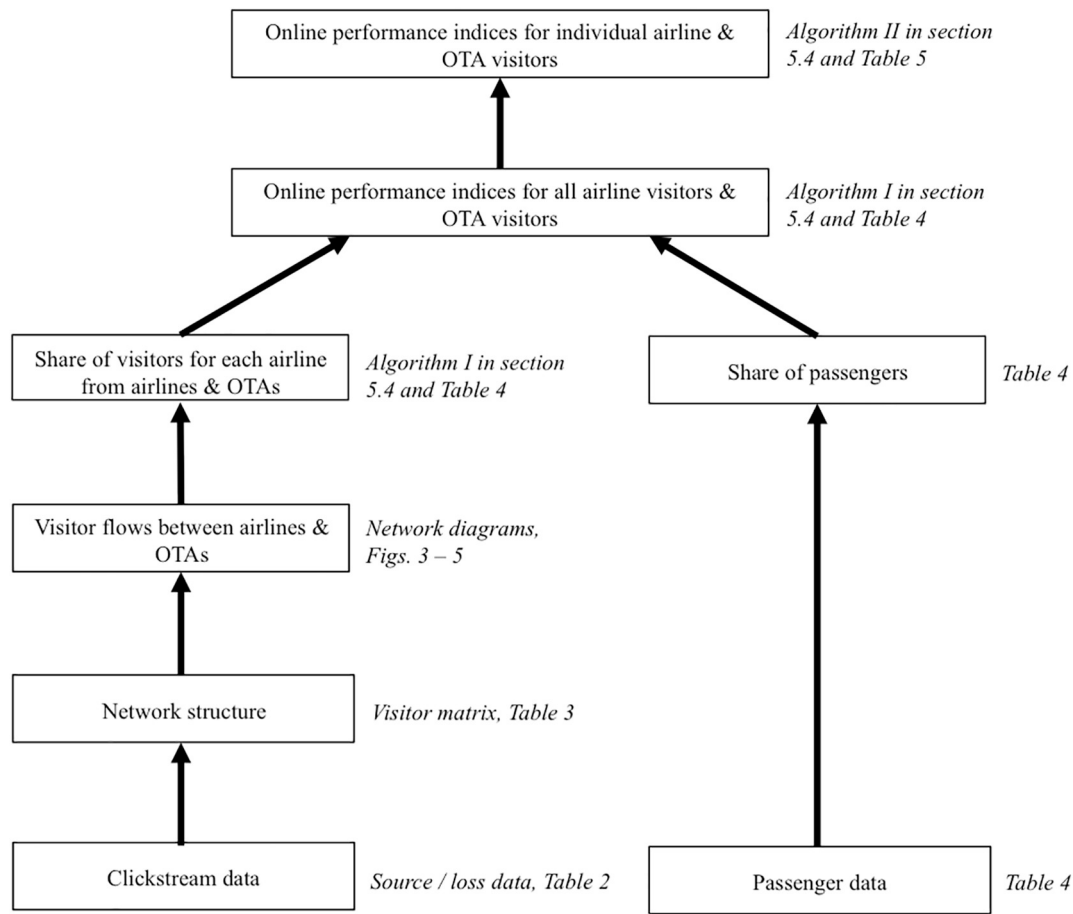 Online performance indices for individual airline &
OTA visitors
Algorithm II in section
5.4 and Table 5
Online performance indices for all airline visitors &
OTA visitors
Algorithm I in section
5.4 and Table 4
Share of visitors for each airline
from airlines & OTAs
Algorithm I in section
5.4 and Table 4
Share of passengers
Table 4
Visitor flows between airlines &
OTAs
Network diagrams,
Figs. 3 – 5
Network structure
Visitor matrix, Table 3
Clickstream data
Source / loss data, Table 2
Passenger data
Table 4